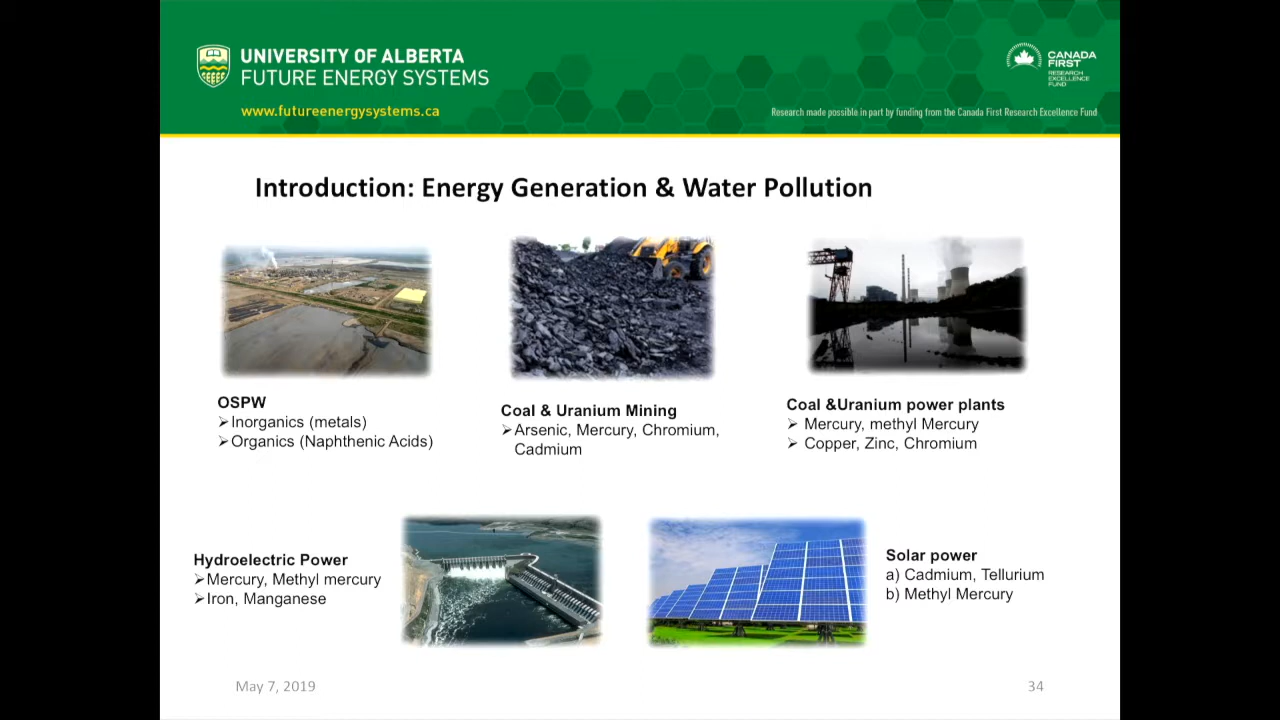 UNIVERSITY OF ALBERTA
FUTURE ENERGY SYSTEMS
www.futureenergysystems.ca
CANADA
FIRST
RESEARCH
EXCELLENCE
FUND
Research made possible in part by funding from the Canada First Research Excellence Fund
Introduction: Energy Generation & Water Pollution
OSPW
➢Inorganics (metals)
➢Organics (Naphthenic Acids)
Coal & Uranium Mining
➢Arsenic, Mercury, Chromium,
Cadmium
Coal &Uranium power plants
➢ Mercury, methyl Mercury
➢ Copper, Zinc, Chromium
Hydroelectric Power
➢Mercury, Methyl mercury
➢Iron, Manganese
Solar power
a) Cadmium, Tellurium
b) Methyl Mercury
May 7, 2019
34